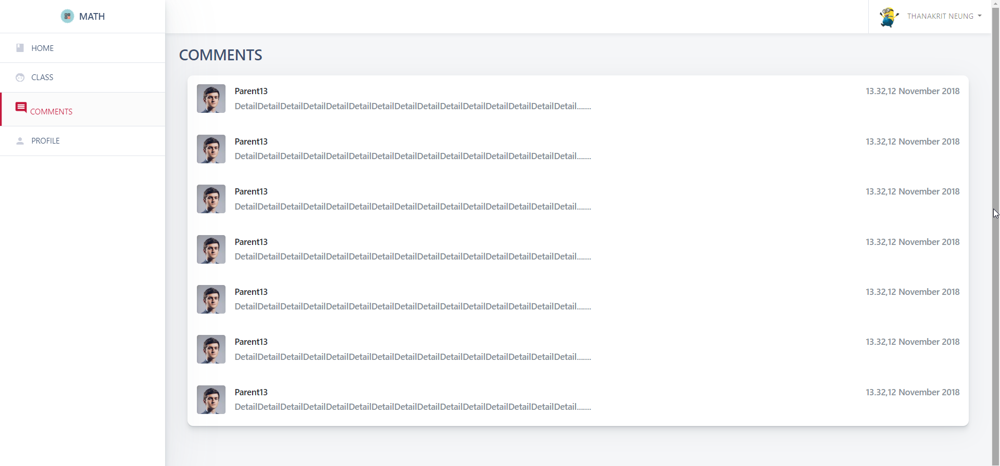 MATH
THANAKRIT NEUNG
HOME
CLASS
COMMENTS
PROFILE
COMMENTS
Parent13
13.32,12 November 2018
DetailDetailDetailDetailDetailDetailDetailDetailDetailDetailDetailDetailDetailDetailDetail.......
Parent13
13.32,12 November 2018
DetailDetailDetailDetailDetailDetailDetailDetailDetailDetailDetailDetailDetailDetailDetail.......
Parent13
13.32,12 November 2018
DetailDetailDetailDetailDetailDetailDetailDetailDetailDetailDetailDetailDetailDetailDetail.......
Parent13
13.32,12 November 2018
DetailDetailDetailDetailDetailDetailDetailDetailDetailDetailDetailDetailDetailDetailDetail.......
Parent13
13.32,12 November 2018
DetailDetailDetailDetailDetailDetailDetailDetailDetailDetailDetailDetailDetailDetailDetail.......
Parent13
13.32,12 November 2018
DetailDetailDetailDetailDetailDetailDetailDetailDetailDetailDetailDetailDetailDetailDetail.......
Parent13
13.32,12 November 2018
DetailDetailDetailDetailDetailDetailDetailDetailDetailDetailDetailDetailDetailDetailDetail.......